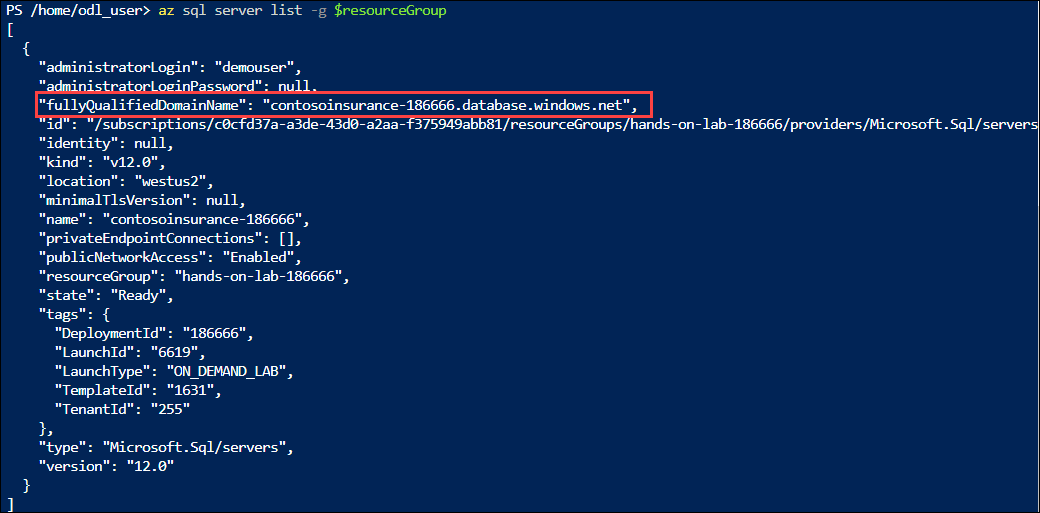 PS /home/odl_user> az sql server list -g $resourceGroup
[
  {
    "administratorLogin": "demouser",
    "administratorLoginPassword": null,
    "fullyQualifiedDomainName": "contosoinsurance-186666.database.windows.net",
    "id": "/subscriptions/c0cfd37a-a3de-43d0-a2aa-f375949abb81/resourceGroups/hands-on-lab-186666/providers/Microsoft.Sql/servers
    "identity": null,
    "kind": "v12.0",
    "location": "westus2",
    "minimalTlsVersion": null,
    "name": "contosoinsurance-186666",
    "privateEndpointConnections": [],
    "publicNetworkAccess": "Enabled",
    "resourceGroup": "hands-on-lab-186666",
    "state": "Ready",
    "tags": {
      "DeploymentId": "186666",
      "LaunchId": "6619",
      "LaunchType": "ON_DEMAND_LAB",
      "TemplateId": "1631",
      "TenantId": "255"
    },
    "type": "Microsoft.Sql/servers",
    "version": "12.0"
  }
]